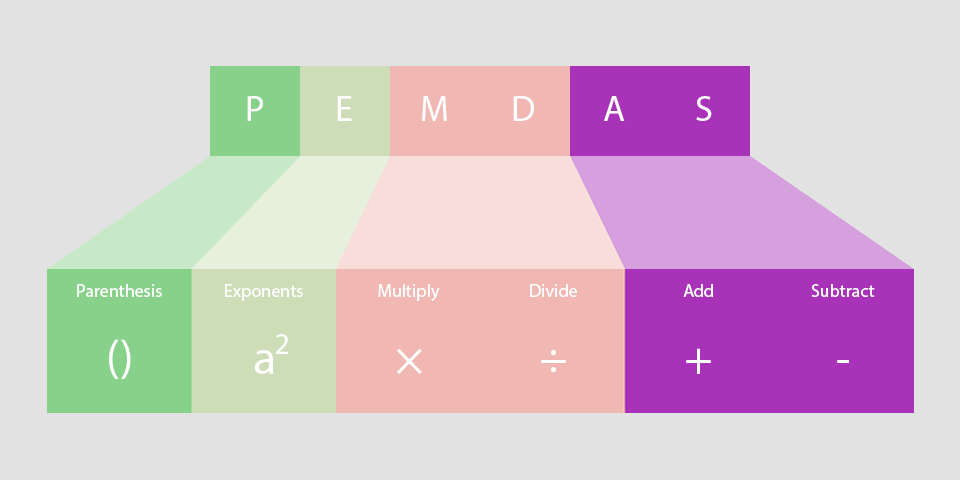 P E M D A S
Parenthesis Exponents Multiply Divide Add Subtract
() a² × ÷ + -